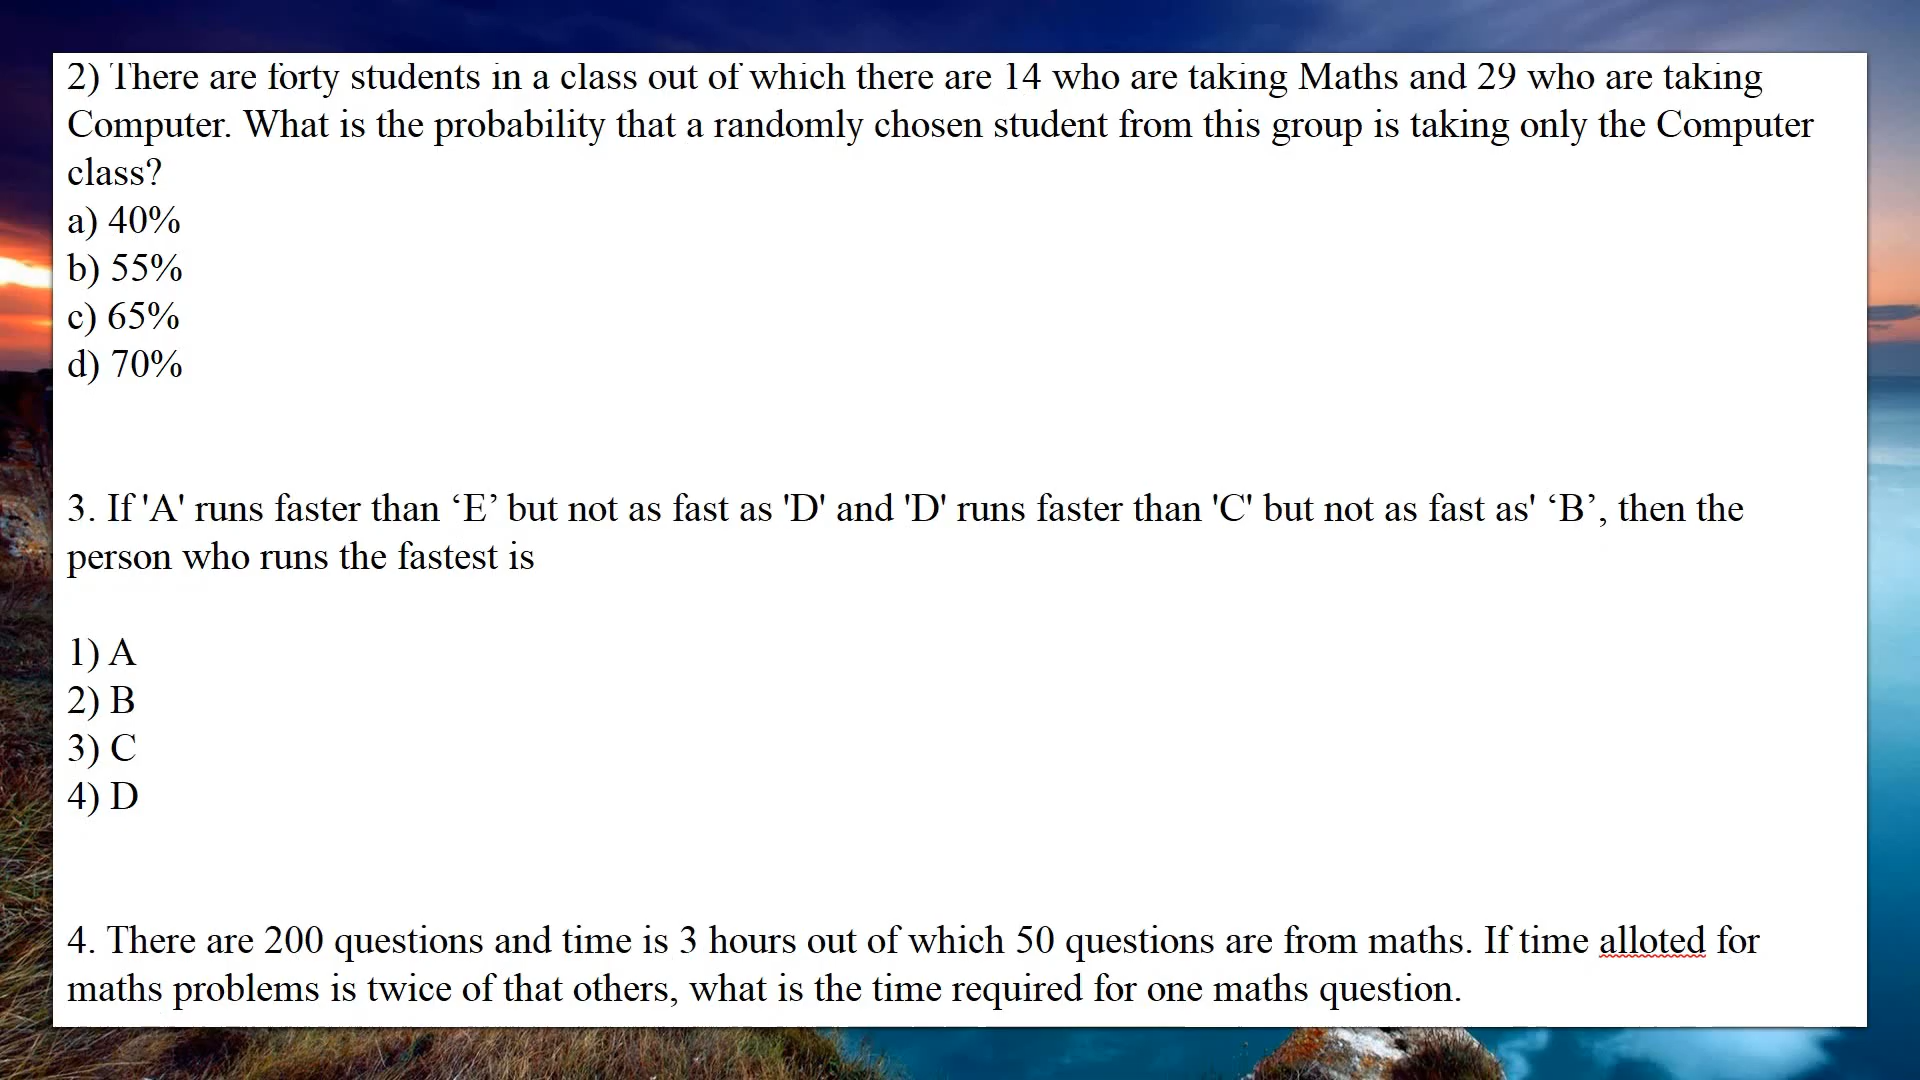 2) There are forty students in a class out of which there are 14 who are taking Maths and 29 who are taking
Computer. What is the probability that a randomly chosen student from this group is taking only the Computer
class?
a) 40%
b) 55%
c) 65%
d) 70%
3. If 'A' runs faster than ‘E’ but not as fast as 'D' and 'D' runs faster than 'C' but not as fast as' ‘B’, then the
person who runs the fastest is
1) A
2) B
3) C
4) D
4. There are 200 questions and time is 3 hours out of which 50 questions are from maths. If time alloted for
maths problems is twice of that others, what is the time required for one maths question.